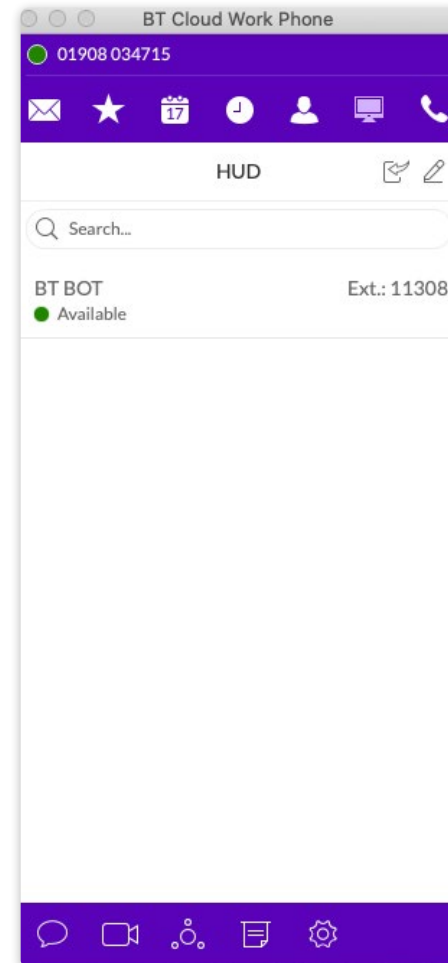 BT Cloud Work Phone
01908 034715
17
HUD
Search...
BT BOT Ext.: 11308
Available